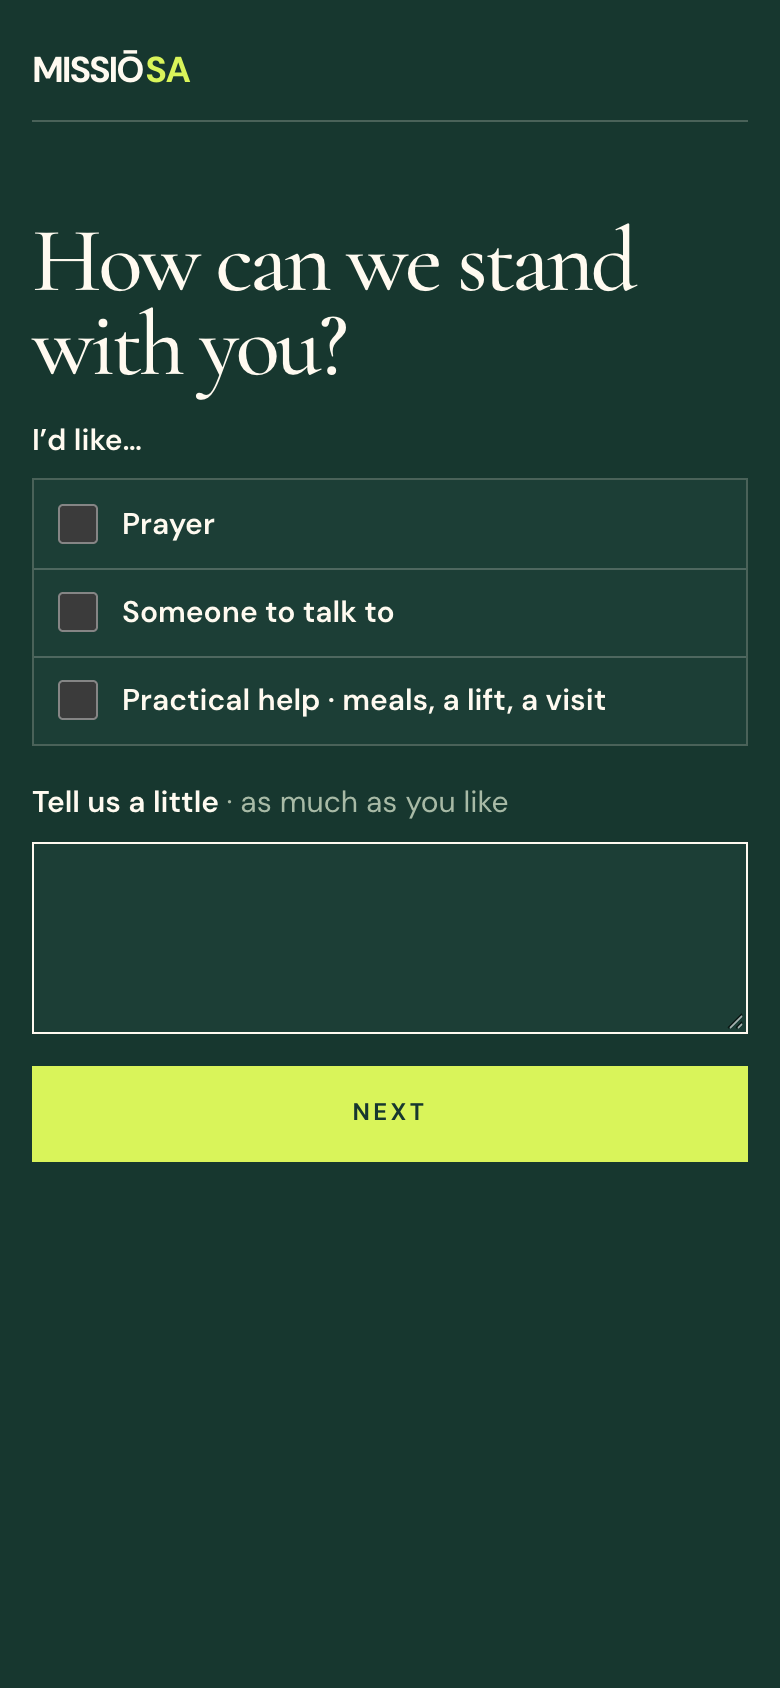 MISSIŌSA
How can we stand
with you?
I’d like…
Prayer
Someone to talk to
Practical help · meals, a lift, a visit
Tell us a little · as much as you like
NEXT